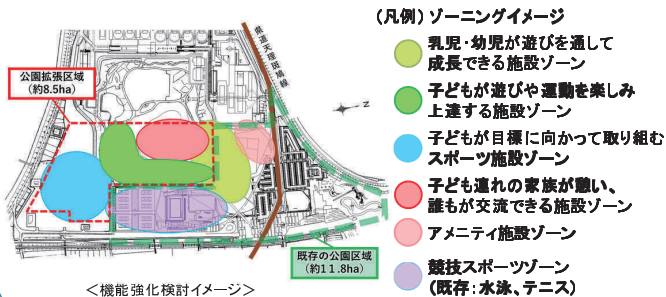 (凡例)ゾーニングイメージ
乳児・幼児が遊びを通して
成長できる施設ゾーン
子どもが遊びや運動を楽しみ
上達する施設ゾーン
子どもが目標に向かって取り組む
スポーツ施設ゾーン
子ども連れの家族が憩い、
誰もが交流できる施設ゾーン
アメニティ施設ゾーン
競技スポーツゾーン
(既存:水泳、テニス)
公園拡張区域
(約8.5ha)
県道天理斑鳩線
N
既存の公園区域
(約11.8ha)
<機能強化検討イメージ>